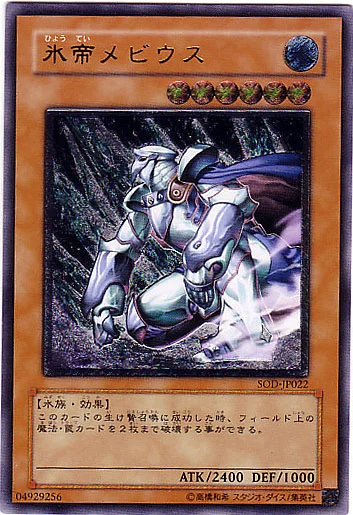 ひょう てい
氷帝メビウス
SOD-JP022
【水族・効果】
このカードの生け贄召喚に成功した時、フィールド上の
魔法・罠カードを２枚まで破壊する事ができる。
ATK/2400 DEF/1000
04929256
©高橋和希 スタジオ・ダイス/集英社